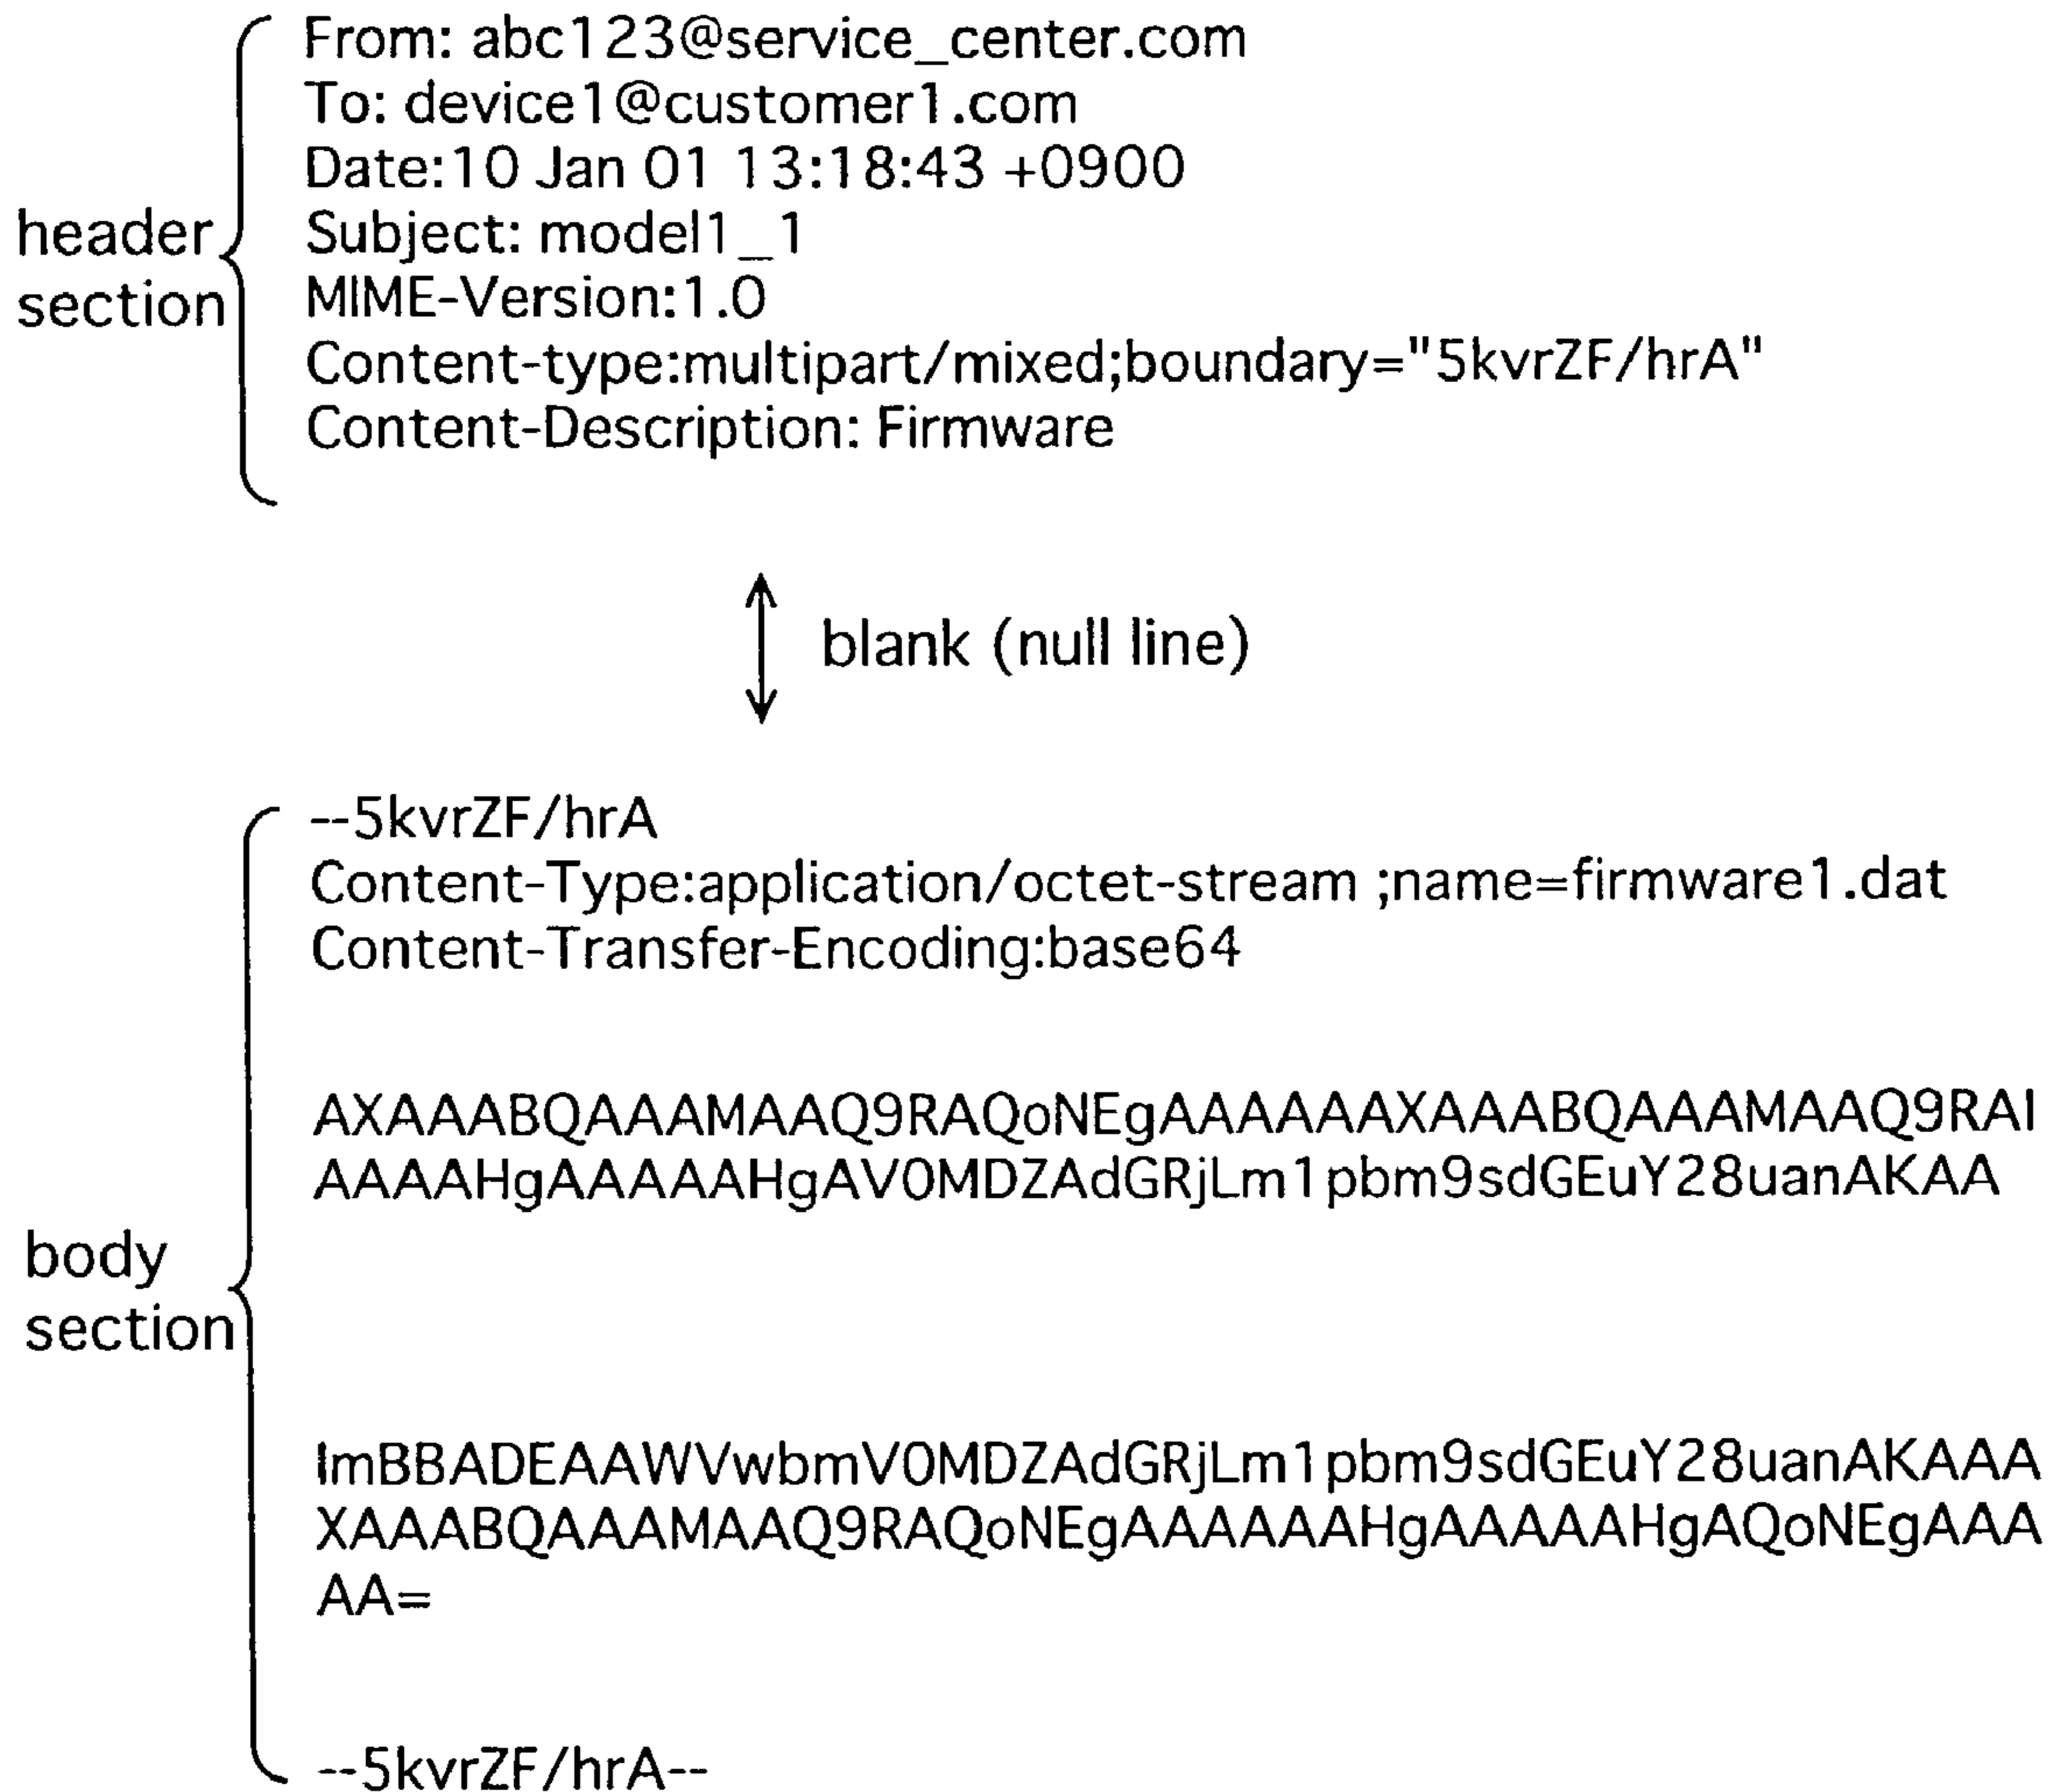 header
section
From: abc123@service_center.com
To: device1@customer1.com
Date:10 Jan 01 13:18:43 +0900
Subject: model1_1
MIME-Version:1.0
Content-type:multipart/mixed;boundary="5kvrZF/hrA"
Content-Description: Firmware
blank (null line)
body
section
--5kvrZF/hrA
Content-Type:application/octet-stream ;name=firmware1.dat
Content-Transfer-Encoding:base64
AXAAABQAAAMAAQ9RAQoNEgAAAAAAXAAABQAAAMAAQ9RAI
AAAAHgAAAAAHgAV0MDZAdGRjLm1pbm9sdGEuY28uanAKAA
ImBBADEAAWVwbmV0MDZAdGRjLm1pbm9sdGEuY28uanAKAAA
XAAABQAAAMAAQ9RAQoNEgAAAAAAHgAAAAAHgAQoNEgAAA
AA=
--5kvrZF/hrA--